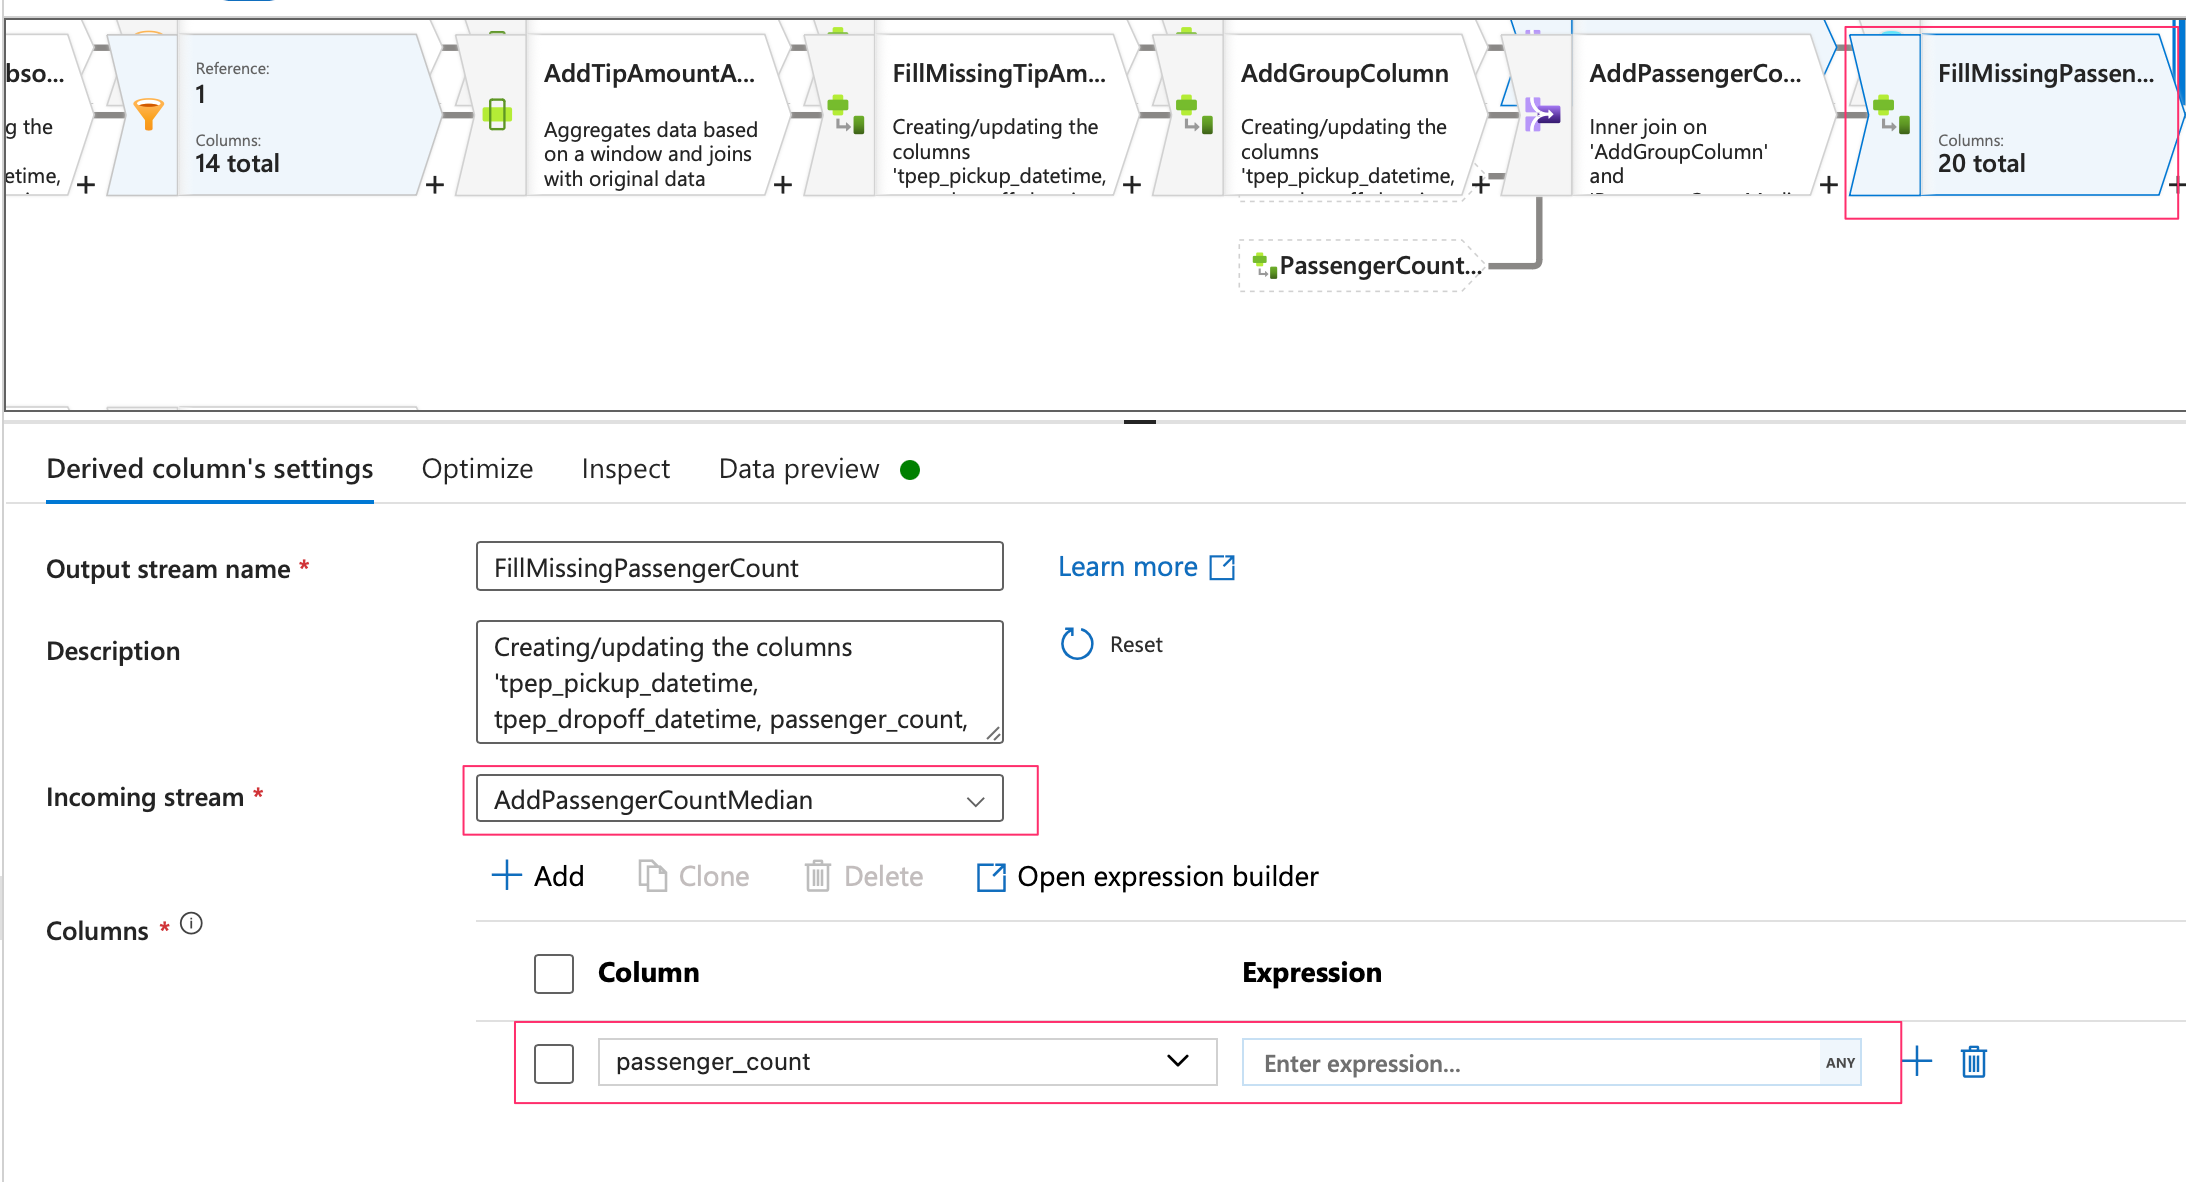 bso...
g the
etime,
Reference:
1
Columns:
14 total
AddTipAmountA...
Aggregates data based
on a window and joins
with original data
FillMissingTipAm...
Creating/updating the
columns
'tpep_pickup_datetime,
AddGroupColumn
Creating/updating the
columns
'tpep_pickup_datetime,
AddPassengerCo...
Inner join on
'AddGroupColumn'
and
FillMissingPassen...
Columns:
20 total
PassengerCount...
Derived column's settings
Optimize
Inspect
Data preview
Output stream name *
FillMissingPassengerCount
Learn more
Description
Creating/updating the columns
'tpep_pickup_datetime,
tpep_dropoff_datetime, passenger_count,
Reset
Incoming stream *
AddPassengerCountMedian
Add
Clone
Delete
Open expression builder
Columns *
Column
Expression
passenger_count
Enter expression...
ANY